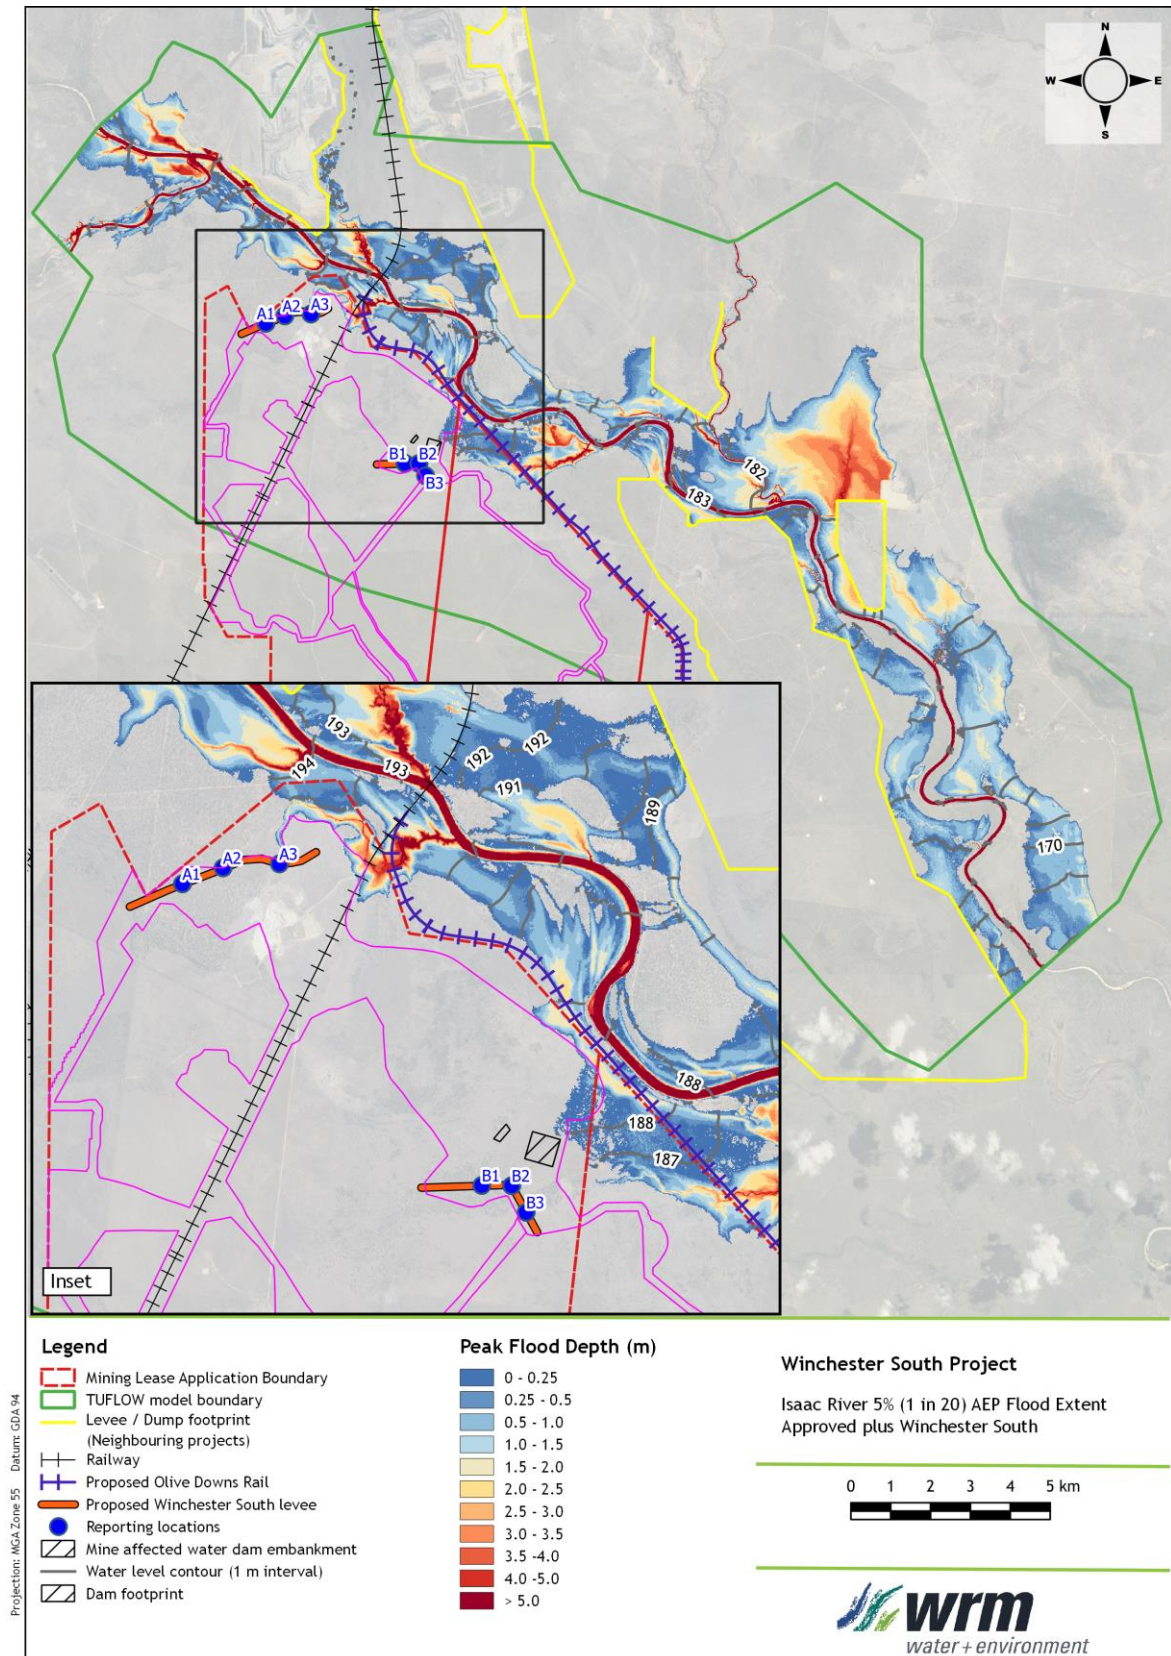 N
W E
S
A1 A2 A3
B1 B2
B3
182
183
170
193
194
193
192
192
191
189
A1 A2 A3
188
188
187
B1 B2
B3
Inset
Legend
Mining Lease Application Boundary
TUFLOW model boundary
Levee / Dump footprint
(Neighbouring projects)
Railway
Proposed Olive Downs Rail
Proposed Winchester South levee
Reporting locations
Mine affected water dam embankment
Water level contour (1 m interval)
Dam footprint
Peak Flood Depth (m)
0 - 0.25
0.25 - 0.5
0.5 - 1.0
1.0 - 1.5
1.5 - 2.0
2.0 - 2.5
2.5 - 3.0
3.0 - 3.5
3.5 -4.0
4.0 -5.0
> 5.0
Winchester South Project
Isaac River 5% (1 in 20) AEP Flood Extent
Approved plus Winchester South
0 1 2 3 4 5 km
wrm
water + environment
Projection: MGA Zone 55 Datum: GDA 94